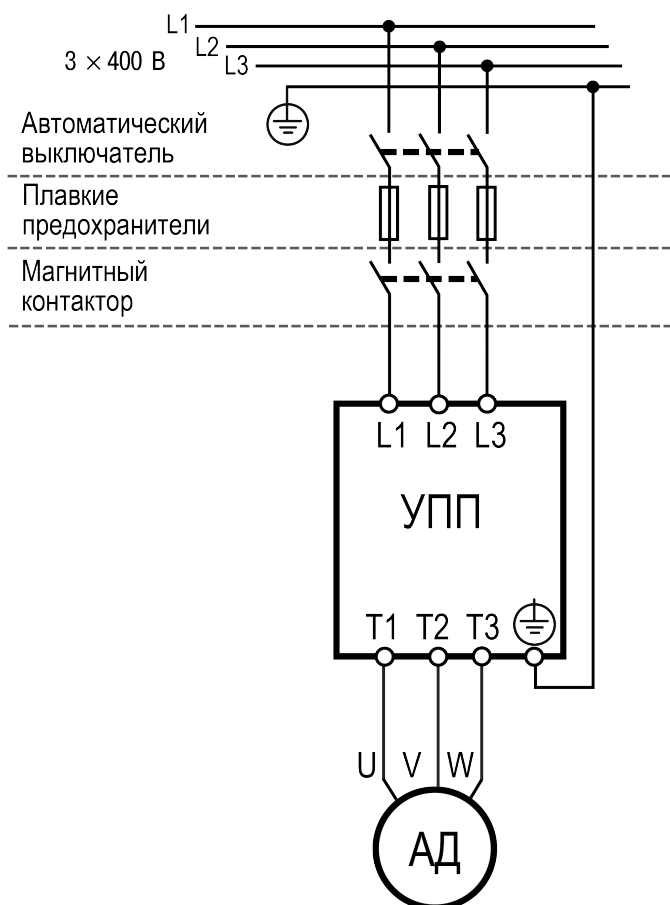 L1
L2
3 × 400 В
L3
Автоматический
выключатель
Плавкие
предохранители
Магнитный
контактор
L1 L2 L3
УПП
T1 T2 T3
U V W
АД